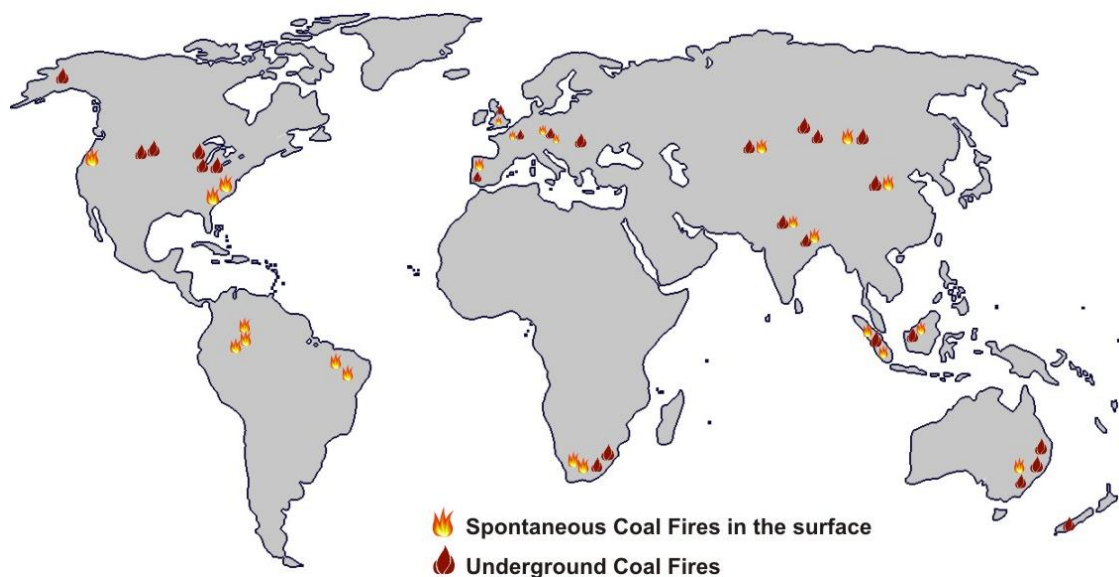 Spontaneous Coal Fires in the surface
Underground Coal Fires